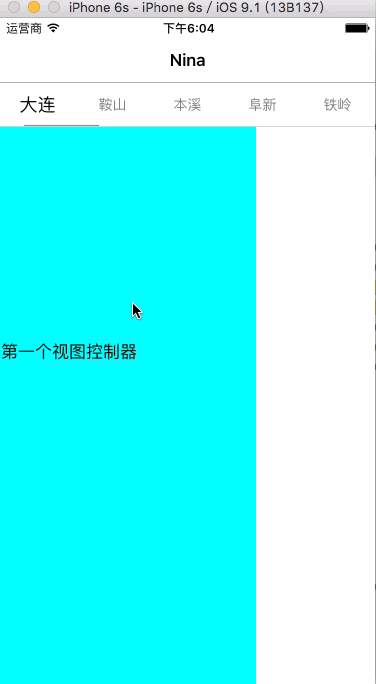 iPhone 6s - iPhone 6s / iOS 9.1 (13B137)
运营商 下午6:04
Nina
大连 鞍山 本溪 阜新 铁岭
第一个视图控制器